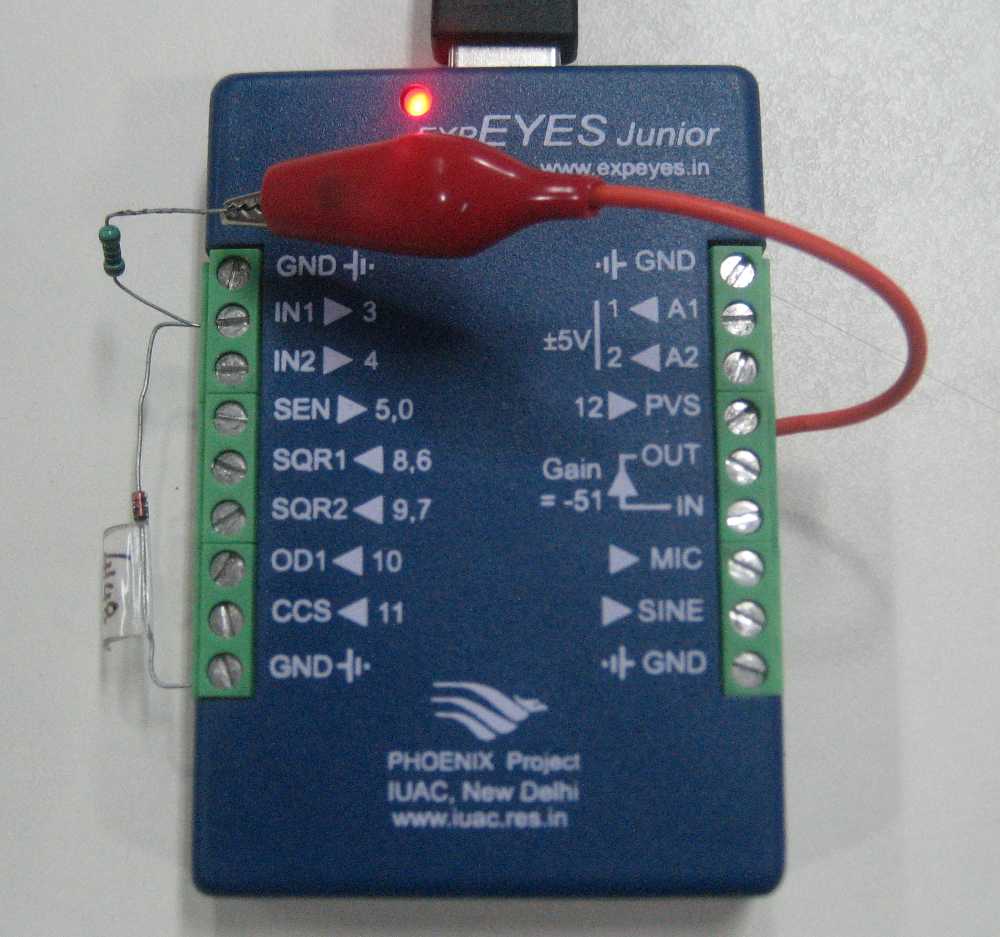 EXPEYES Junior
www.expeyes.in
GND
IN1 3
IN2 4
SEN 5,0
SQR1 8,6
SQR2 9,7
OD1 10
CCS 11
GND
GND
1 A1
±5V
2 A2
12 PVS
OUT
Gain
= -51
IN
MIC
SINE
GND
PHOENIX Project
IUAC, New Delhi
www.iuac.res.in